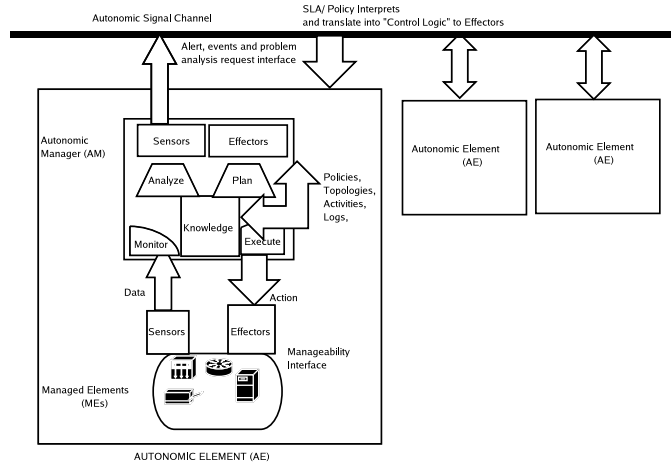 Autonomic Signal Channel
SLA/ Policy Interprets
and translate into "Control Logic" to Effectors
Alert, events and problem
analysis request interface
Autonomic
Manager (AM)
Sensors
Effectors
Analyze
Plan
Knowledge
Monitor
Execute
Policies,
Topologies,
Activities,
Logs,
Autonomic Element
(AE)
Autonomic Element
(AE)
Data
Action
Sensors
Effectors
Manageability
Interface
Managed Elements
(MEs)
AUTONOMIC ELEMENT (AE)